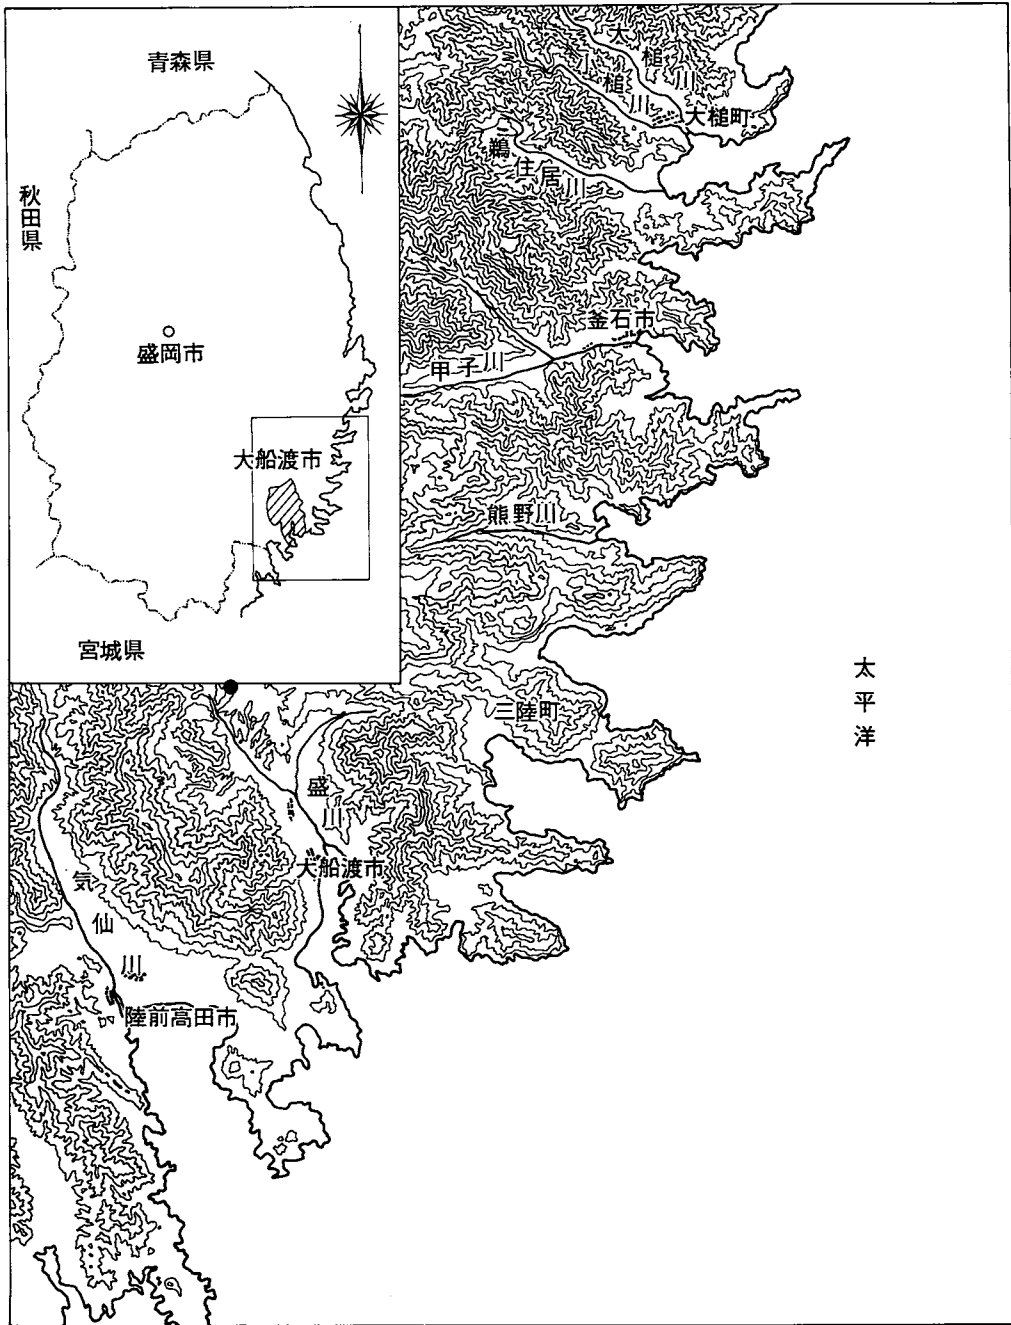 青森県
秋田県
盛岡市
大船渡市
宮城県
大槌川
小槌川
大槌町
鵜住居川
釜石市
甲子川
熊野川
三陸町
太平洋
盛川
大船渡市
気仙川
陸前高田市